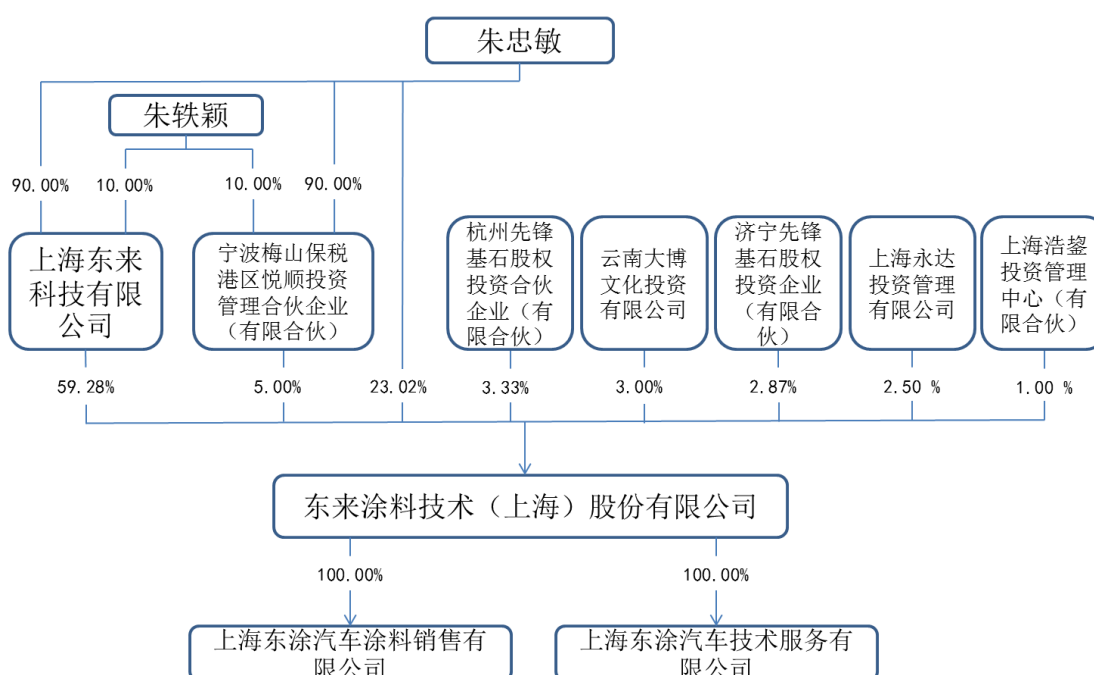 朱忠敏
朱轶颖
90.00%
10.00%
10.00%
90.00%
上海东来
科技有限
公司
宁波梅山保税
港区悦顺投资
管理合伙企业
（有限合伙）
杭州先锋
基石股权
投资合伙
企业（有
限合伙）
云南大博
文化投资
有限公司
济宁先锋
基石股权
投资企业
（有限合
伙）
上海永达
投资管理
有限公司
上海浩鋆
投资管理
中心（有
限合伙）
59.28%
5.00%
23.02%
3.33%
3.00%
2.87%
2.50 %
1.00 %
东来涂料技术（上海）股份有限公司
100.00%
100.00%
上海东涂汽车涂料销售有
限公司
上海东涂汽车技术服务有
限公司